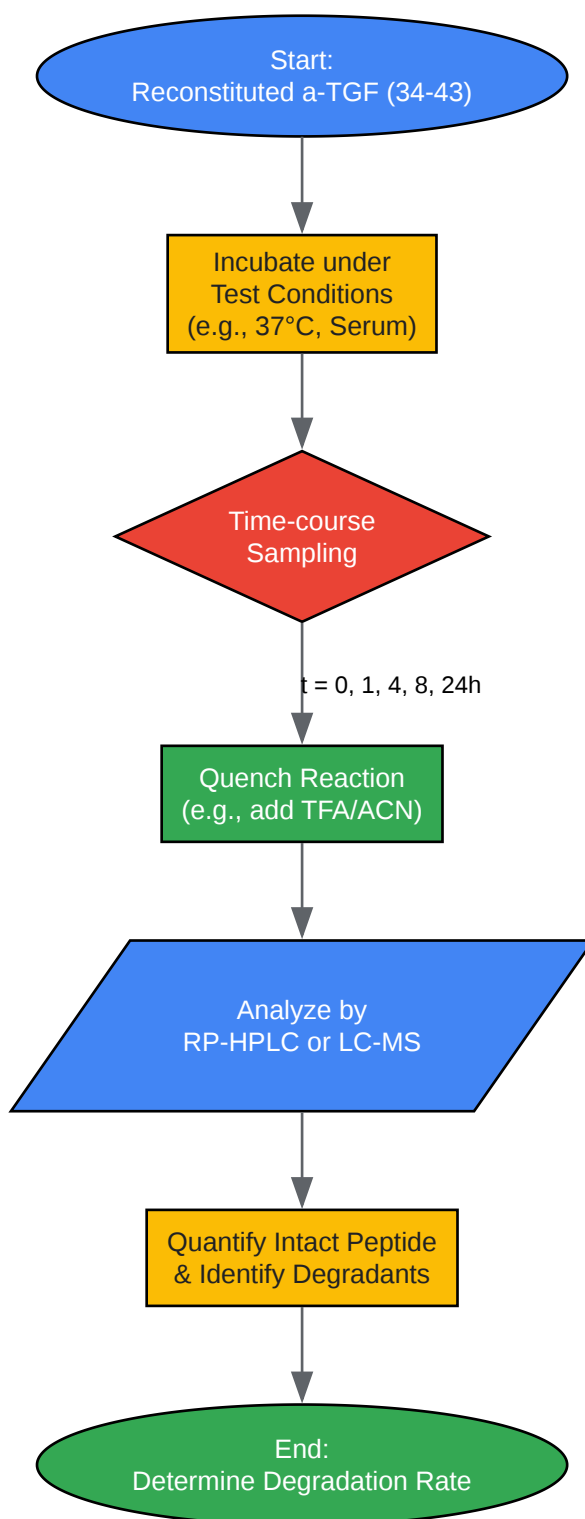 Start:
Reconstituted a-TGF (34-43)
Incubate under
Test Conditions
(e.g., 37°C, Serum)
Time-course
Sampling
t = 0, 1, 4, 8, 24h
Quench Reaction
(e.g., add TFA/ACN)
Analyze by
RP-HPLC or LC-MS
Quantify Intact Peptide
& Identify Degradants
End:
Determine Degradation Rate